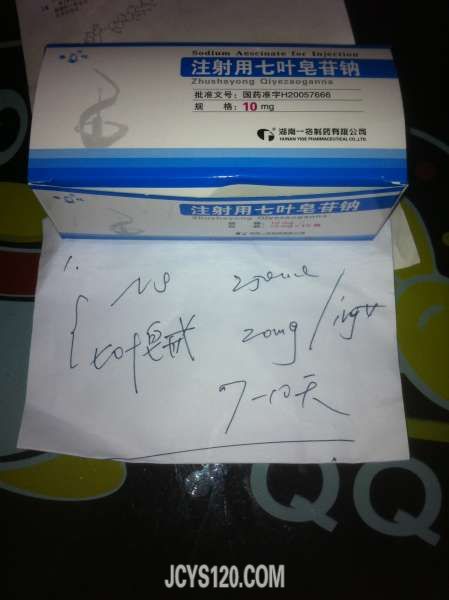 Sodium Aescinate for Injection
注射用七叶皂苷钠
Zhusheyong Qiyezaoganna
批准文号：国药准字H20057666
规 格：10 mg
湖南一格制药有限公司
HUNAN YIGE PHARMACEUTICAL CO.,LTD.
注射用七叶皂苷钠
Zhusheyong Qiyezaoganna
1.
NS 250ml
七叶皂甙 20mg / ivgtt
7-10天
QQ
JCYS120.COM